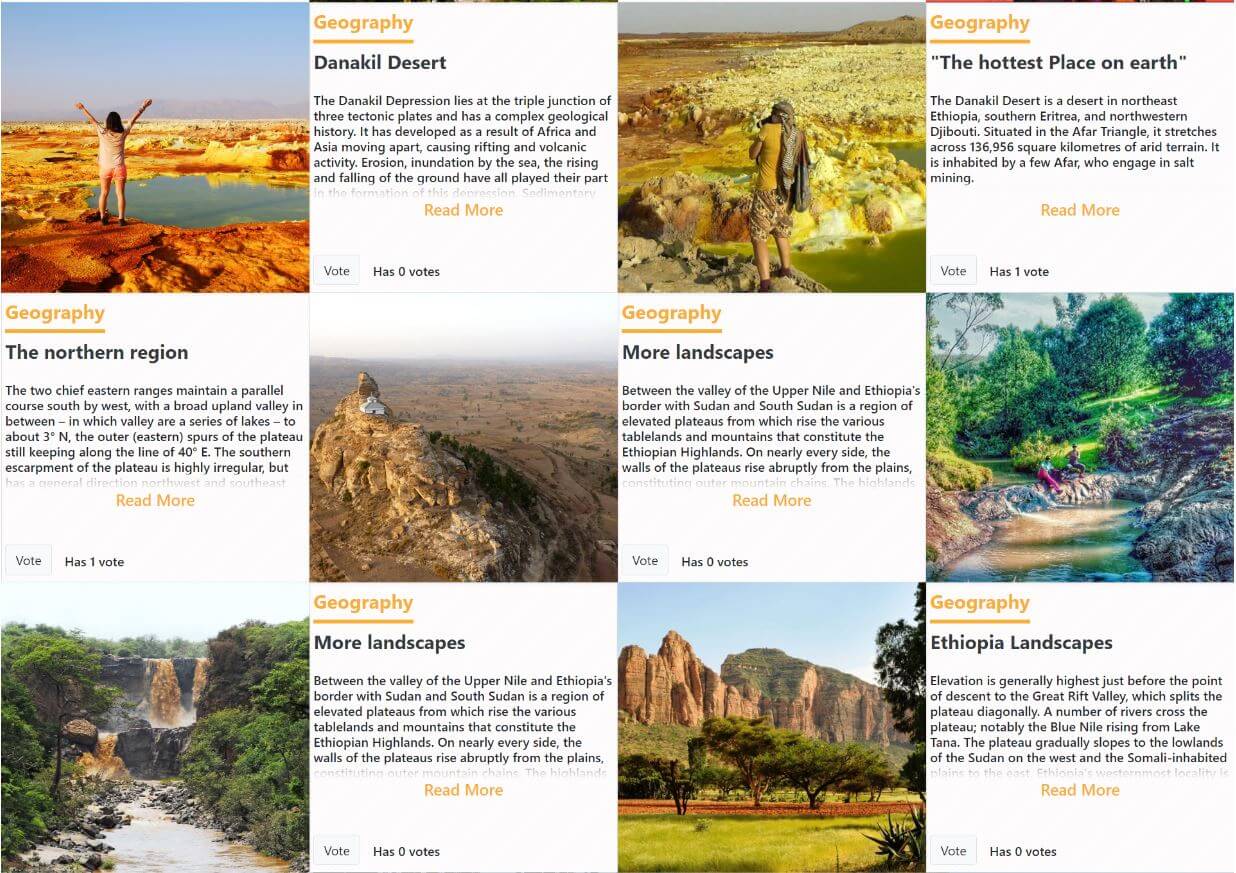 Geography
Danakil Desert
The Danakil Depression lies at the triple junction of
three tectonic plates and has a complex geological
history. It has developed as a result of Africa and
Asia moving apart, causing rifting and volcanic
activity. Erosion, inundation by the sea, the rising
and falling of the ground have all played their part
in the formation of this depression. Sedimentary
Read More
Vote
Has 0 votes
Geography
"The hottest Place on earth"
The Danakil Desert is a desert in northeast
Ethiopia, southern Eritrea, and northwestern
Djibouti. Situated in the Afar Triangle, it stretches
across 136,956 square kilometres of arid terrain. It
is inhabited by a few Afar, who engage in salt
mining.
Read More
Vote
Has 1 vote
Geography
The northern region
The two chief eastern ranges maintain a parallel
course south by west, with a broad upland valley in
between – in which valley are a series of lakes – to
about 3° N, the outer (eastern) spurs of the plateau
still keeping along the line of 40° E. The southern
escarpment of the plateau is highly irregular, but
has a general direction northwest and southeast
Read More
Vote
Has 1 vote
Geography
More landscapes
Between the valley of the Upper Nile and Ethiopia's
border with Sudan and South Sudan is a region of
elevated plateaus from which rise the various
tablelands and mountains that constitute the
Ethiopian Highlands. On nearly every side, the
walls of the plateaus rise abruptly from the plains,
constituting outer mountain chains. The highlands
Read More
Vote
Has 0 votes
Geography
More landscapes
Between the valley of the Upper Nile and Ethiopia's
border with Sudan and South Sudan is a region of
elevated plateaus from which rise the various
tablelands and mountains that constitute the
Ethiopian Highlands. On nearly every side, the
walls of the plateaus rise abruptly from the plains,
constituting outer mountain chains. The highlands
Read More
Vote
Has 0 votes
Geography
Ethiopia Landscapes
Elevation is generally highest just before the point
of descent to the Great Rift Valley, which splits the
plateau diagonally. A number of rivers cross the
plateau; notably the Blue Nile rising from Lake
Tana. The plateau gradually slopes to the lowlands
of the Sudan on the west and the Somali-inhabited
plains to the east. Ethiopia's westernmost locality is
Read More
Vote
Has 0 votes